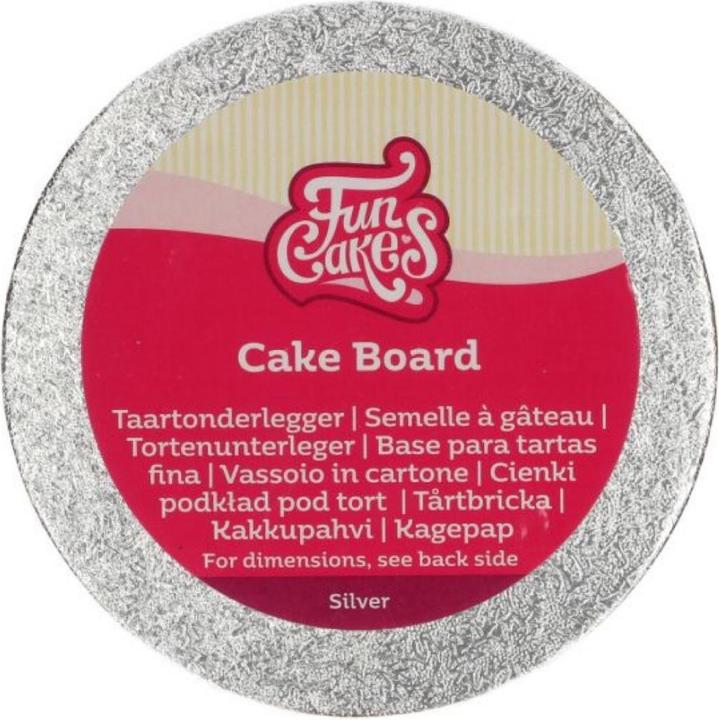 Fun
Cakes
Cake Board
Taartonderlegger | Semelle à gâteau |
Tortenunterleger | Base para tartas
fina | Vassoio in cartone | Cienki
podkład pod tort | Tårtbricka |
Kakkupahvi | Kagepap
For dimensions, see back side
Silver